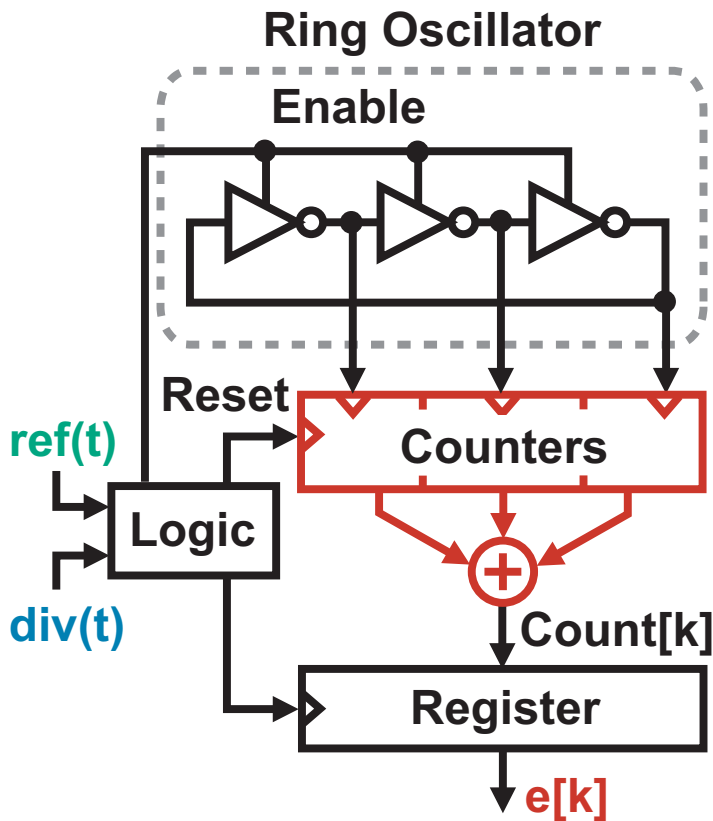 Ring Oscillator
Enable
Reset
ref(t)
Counters
Logic
div(t)
Count[k]
Register
e[k]